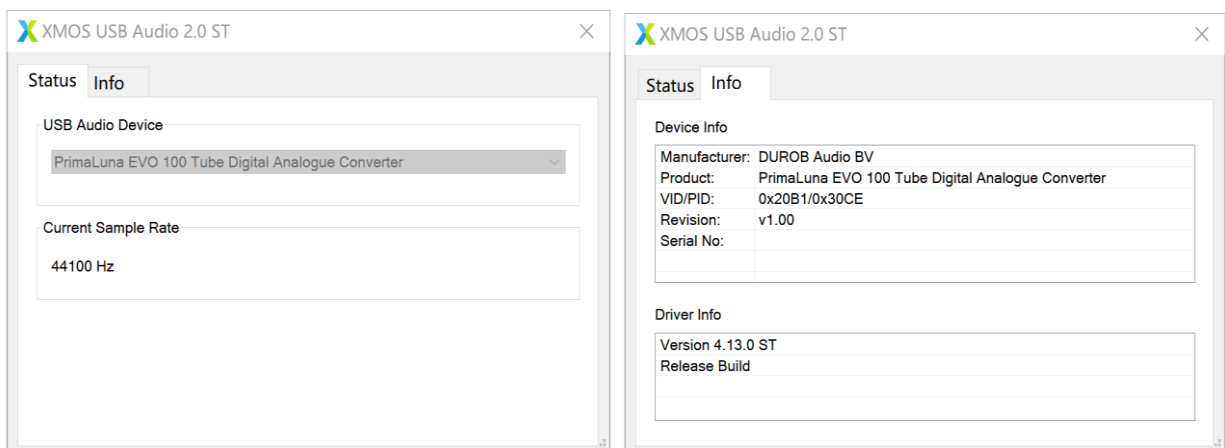 XMOS USB Audio 2.0 ST
Status Info
USB Audio Device
PrimaLuna EVO 100 Tube Digital Analogue Converter
Current Sample Rate
44100 Hz
XMOS USB Audio 2.0 ST
Status Info
Device Info
Manufacturer: DUROB Audio BV
Product: PrimaLuna EVO 100 Tube Digital Analogue Converter
VID/PID: 0x20B1/0x30CE
Revision: v1.00
Serial No:
Driver Info
Version 4.13.0 ST
Release Build